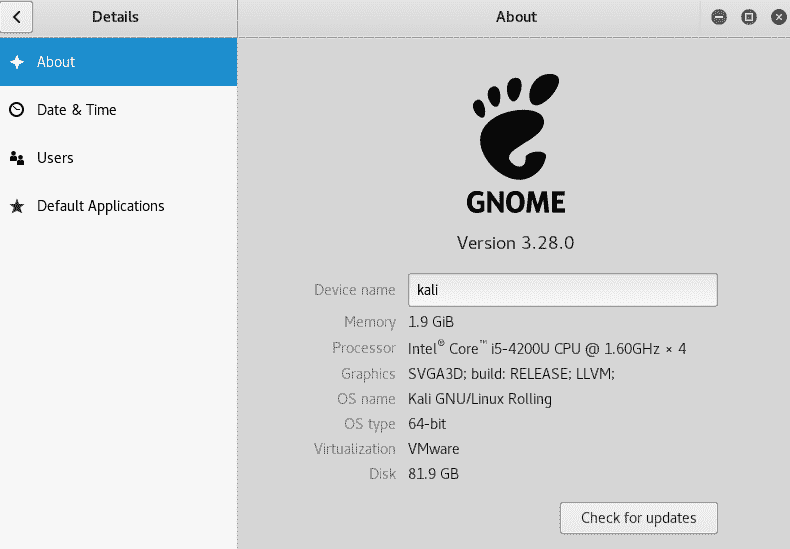 Details
About
About
Date & Time
Users
Default Applications
GNOME
Version 3.28.0
Device name kali
Memory 1.9 GiB
Processor Intel® Core™ i5-4200U CPU @ 1.60GHz × 4
Graphics SVGA3D; build: RELEASE; LLVM;
OS name Kali GNU/Linux Rolling
OS type 64-bit
Virtualization VMware
Disk 81.9 GB
Check for updates